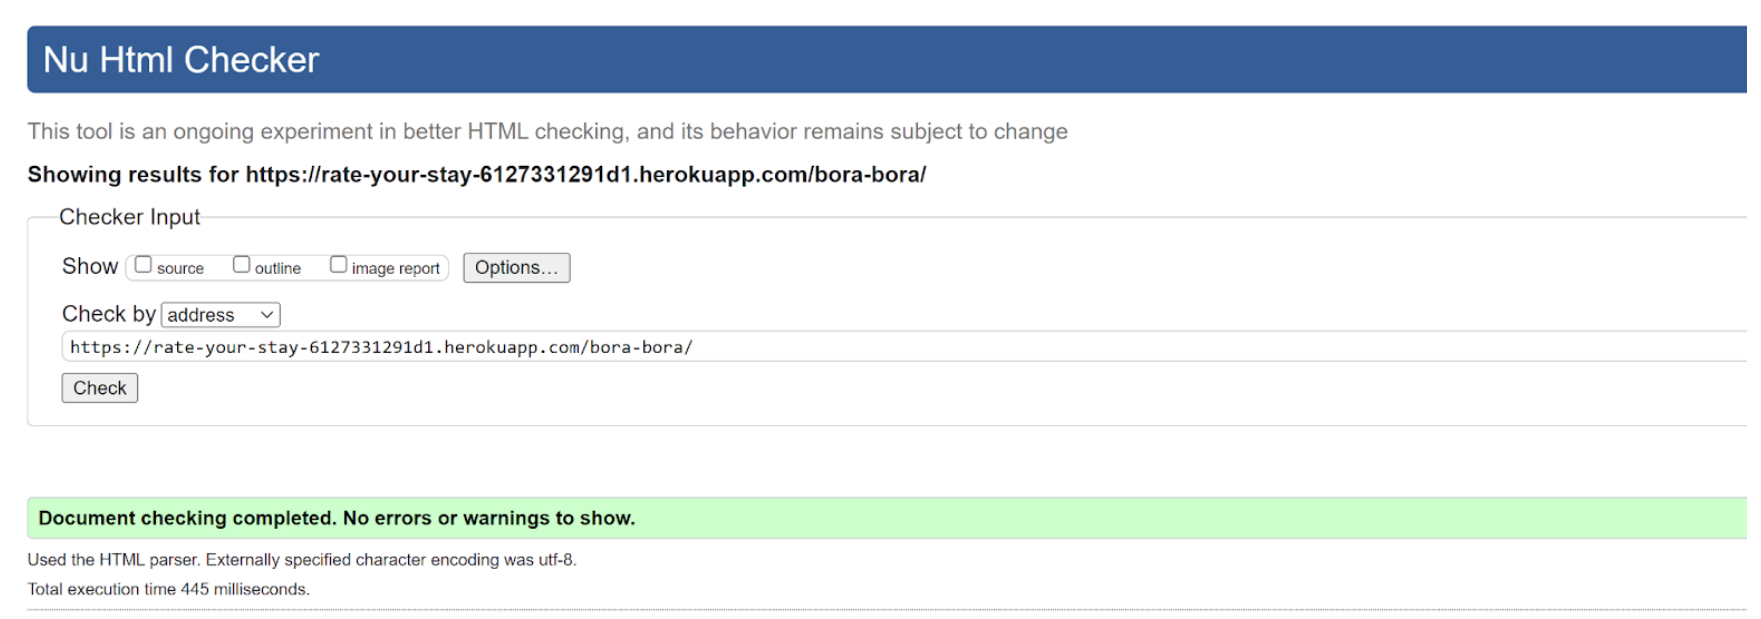 Nu Html Checker
This tool is an ongoing experiment in better HTML checking, and its behavior remains subject to change
Showing results for https://rate-your-stay-6127331291d1.herokuapp.com/bora-bora/
Checker Input
Show source outline image report Options...
Check by address
https://rate-your-stay-6127331291d1.herokuapp.com/bora-bora/
Check
Document checking completed. No errors or warnings to show.
Used the HTML parser. Externally specified character encoding was utf-8.
Total execution time 445 milliseconds.